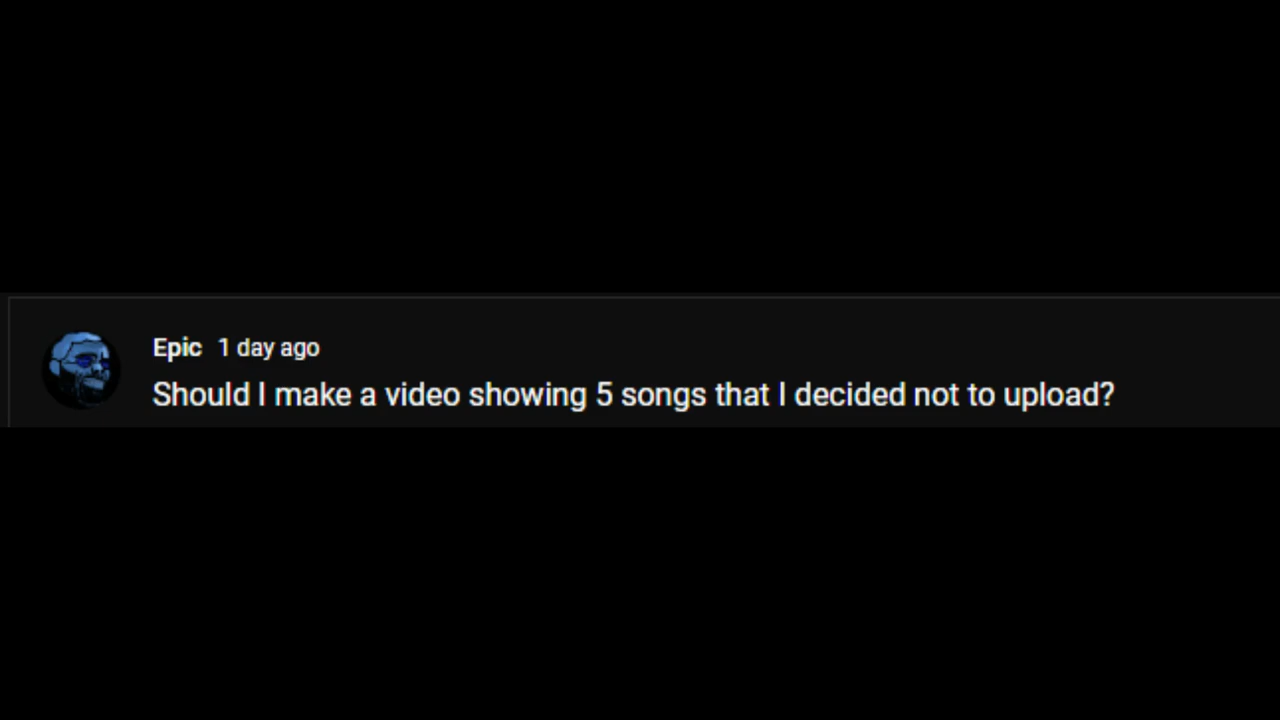 Epic 1 day ago
Should I make a video showing 5 songs that I decided not to upload?